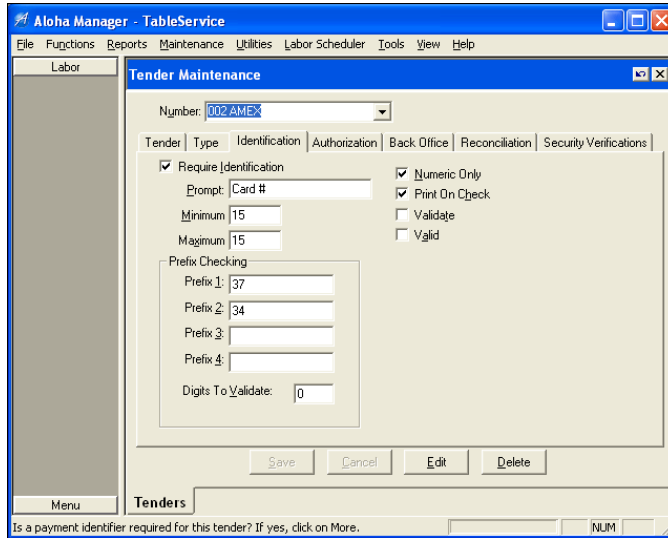 Aloha Manager - TableService
File Functions Reports Maintenance Utilities Labor Scheduler Tools View Help
Labor
Tender Maintenance
Number: 002 AMEX
Tender Type Identification Authorization Back Office Reconciliation Security Verifications
Require Identification
Prompt: Card #
Minimum 15
Maximum 15
Numeric Only
Print On Check
Validate
Valid
Prefix Checking
Prefix 1: 37
Prefix 2: 34
Prefix 3:
Prefix 4:
Digits To Validate: 0
Save Cancel Edit Delete
Menu
Tenders
Is a payment identifier required for this tender? If yes, click on More.
NUM